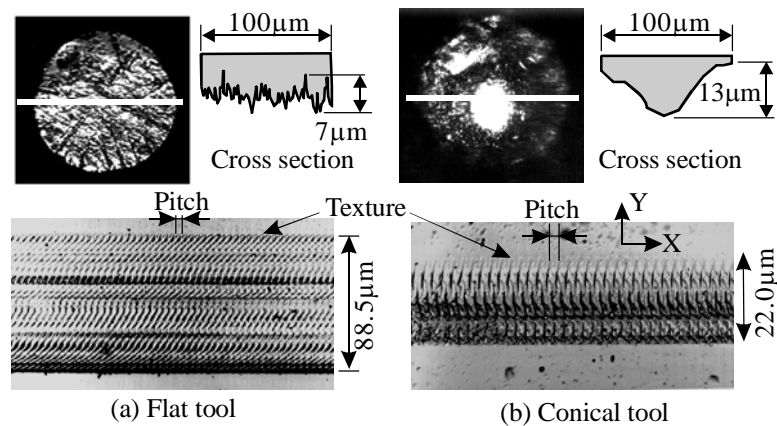 100μm
7μm
Cross section
100μm
13μm
Cross section
Pitch
Texture
Pitch
Y
X
88.5μm
22.0μm
(a) Flat tool
(b) Conical tool